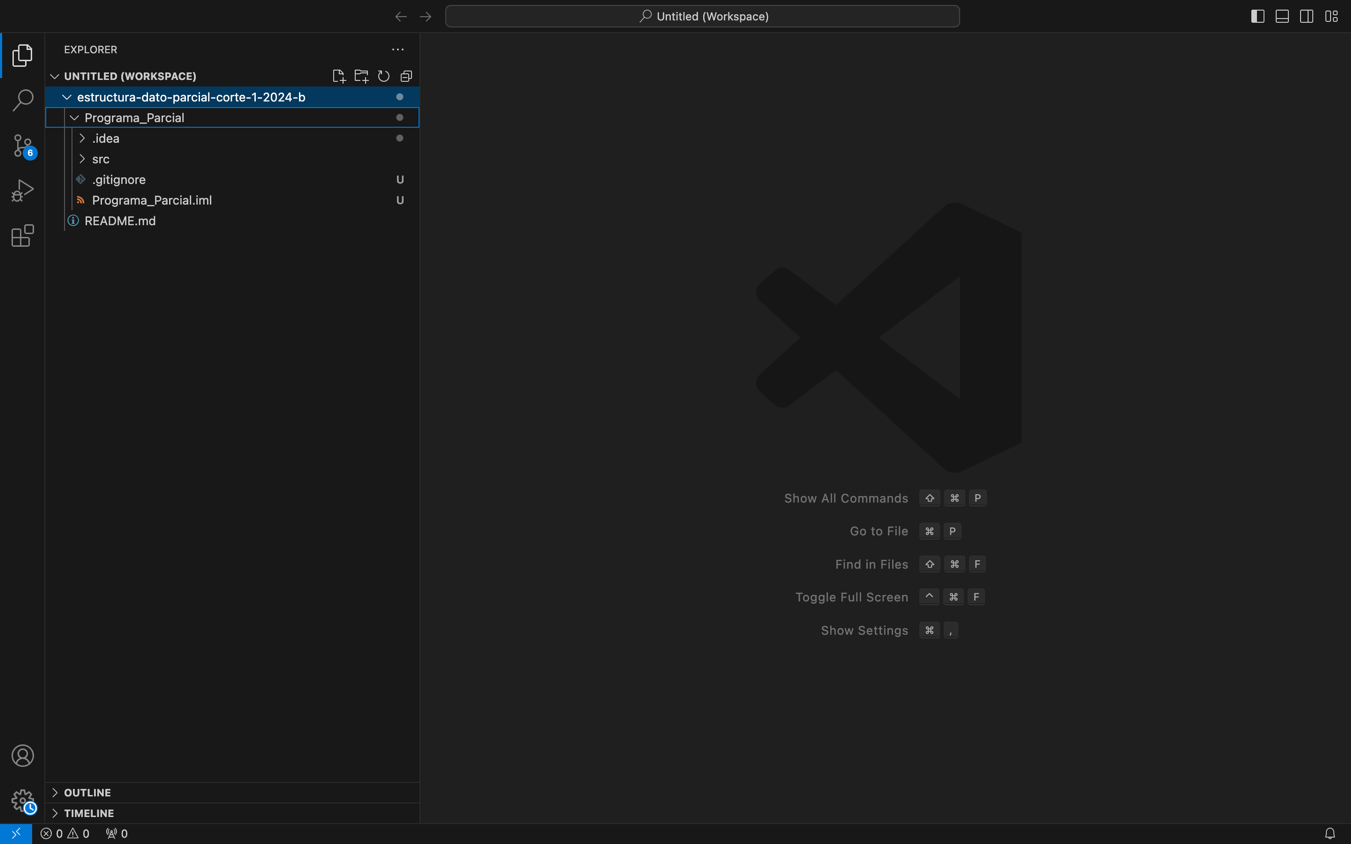 Untitled (Workspace)
EXPLORER
UNTITLED (WORKSPACE)
estructura-dato-parcial-corte-1-2024-b
Programa_Parcial
.idea
src
.gitignore U
Programa_Parcial.iml U
README.md
6
Show All Commands ⇧ ⌘ P
Go to File ⌘ P
Find in Files ⇧ ⌘ F
Toggle Full Screen ^ ⌘ F
Show Settings ⌘ ,
OUTLINE
TIMELINE
0 0 0